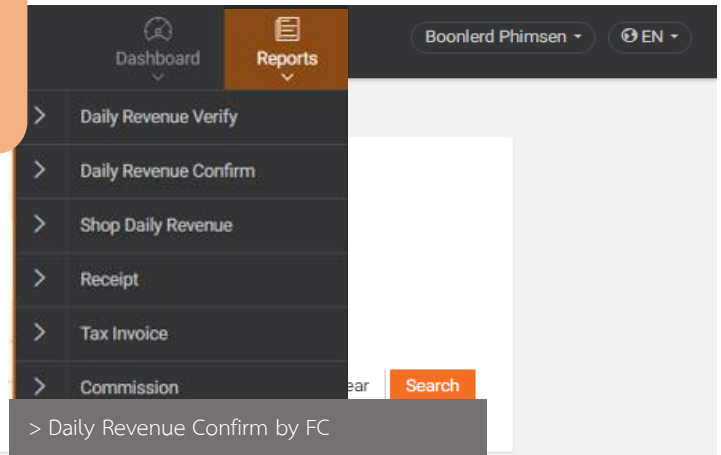 Dashboard
Reports
Boonlerd Phimsen
EN
Daily Revenue Verify
Daily Revenue Confirm
Shop Daily Revenue
Receipt
Tax Invoice
Commission
ear
Search
> Daily Revenue Confirm by FC